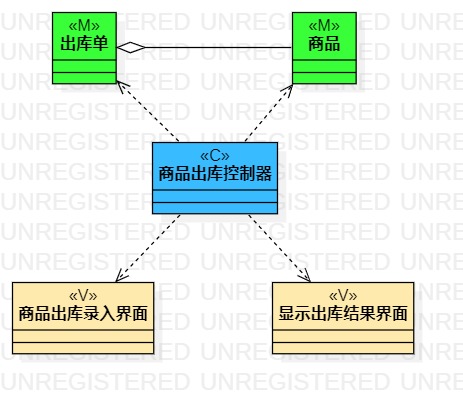 «M»
出库单
«M»
商品
«C»
商品出库控制器
«V»
商品出库录入界面
«V»
显示出库结果界面
UNREGISTERED UNREGISTERED UNREGISTERED